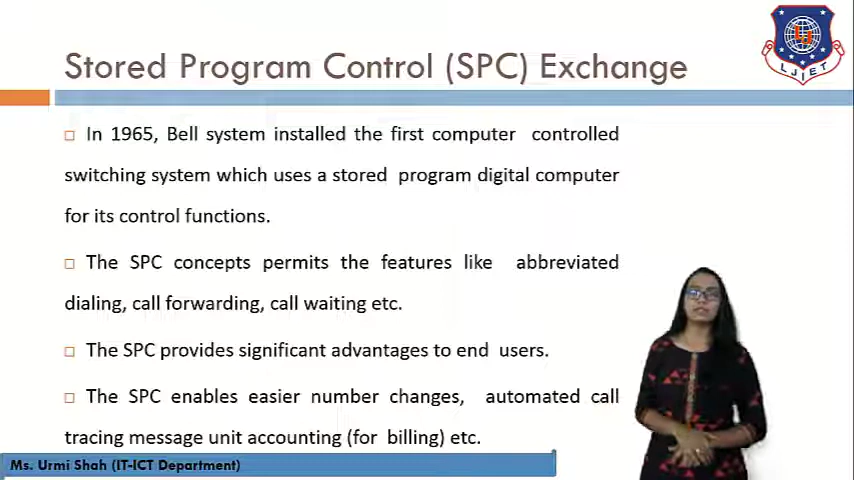 Stored Program Control (SPC) Exchange
LJIET
In 1965, Bell system installed the first computer controlled
switching system which uses a stored program digital computer
for its control functions.
The SPC concepts permits the features like abbreviated
dialing, call forwarding, call waiting etc.
The SPC provides significant advantages to end users.
The SPC enables easier number changes, automated call
tracing message unit accounting (for billing) etc.
Ms. Urmi Shah (IT-ICT Department)